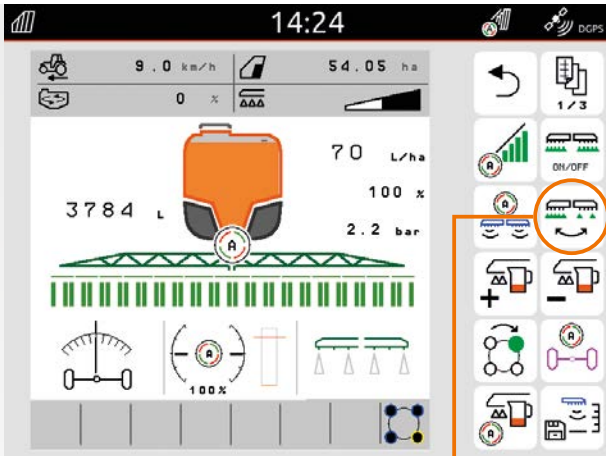 14:24
DGPS
9.0 km/h
54.05 ha
0 %
1/3
70 L/ha
ON/OFF
100 %
3784 L
A
2.2 bar
A
A
A
A
A
100%
A